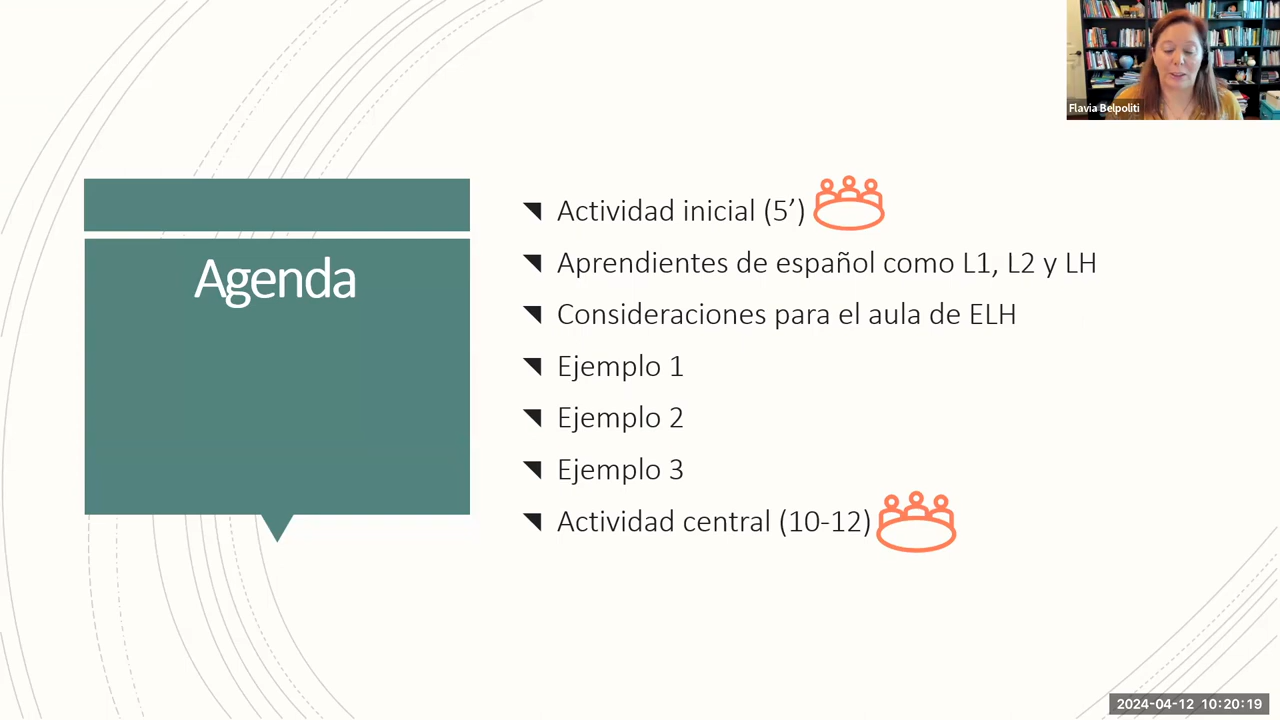 Flavia Belpoliti
Agenda
Actividad inicial (5’)
Aprendientes de español como L1, L2 y LH
Consideraciones para el aula de ELH
Ejemplo 1
Ejemplo 2
Ejemplo 3
Actividad central (10-12)
2024-04-12 10:20:19